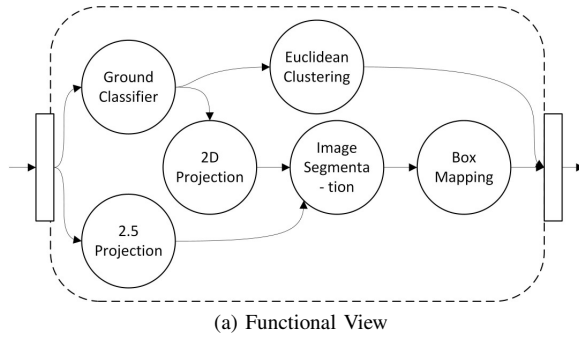 Ground
Classifier
Euclidean
Clustering
2D
Projection
Image
Segmenta
- tion
Box
Mapping
2.5
Projection
(a) Functional View